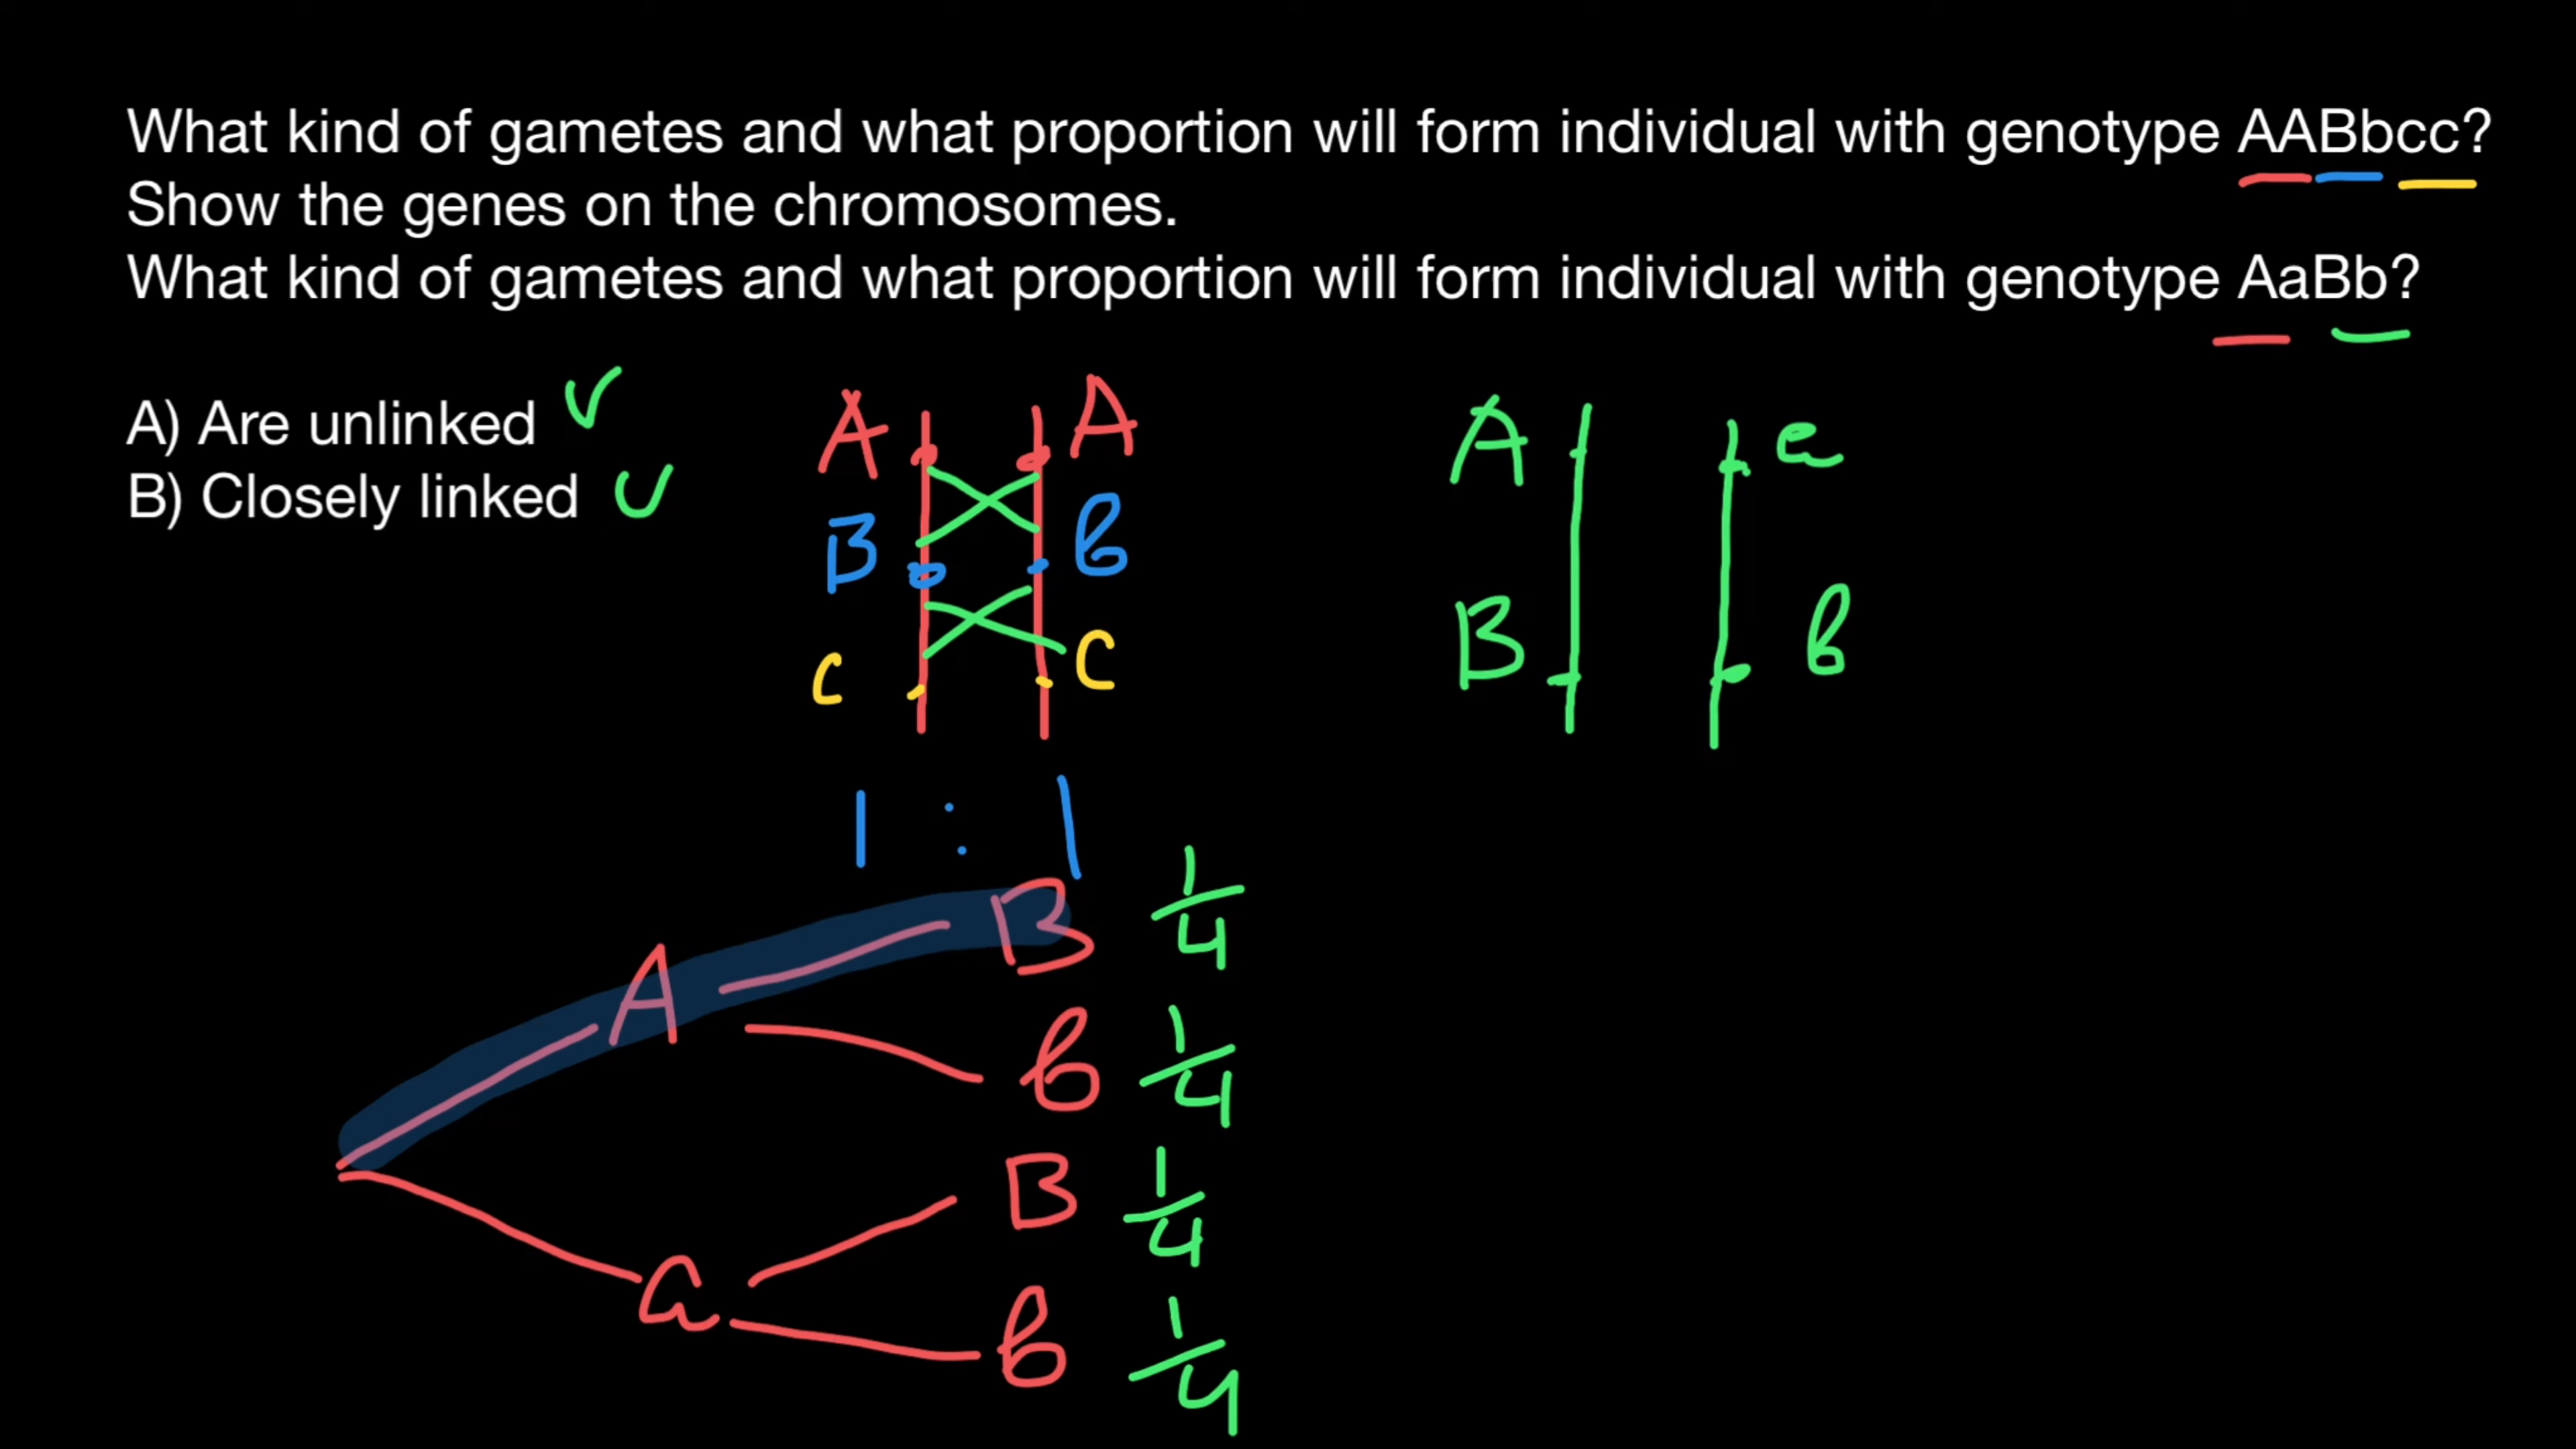 What kind of gametes and what proportion will form individual with genotype AABbcc?
Show the genes on the chromosomes.
What kind of gametes and what proportion will form individual with genotype AaBb?
A) Are unlinked
B) Closely linked
A A
B b
c c
A a
B b
1 : 1
B 1/4
A
b 1/4
B 1/4
a
b 1/4